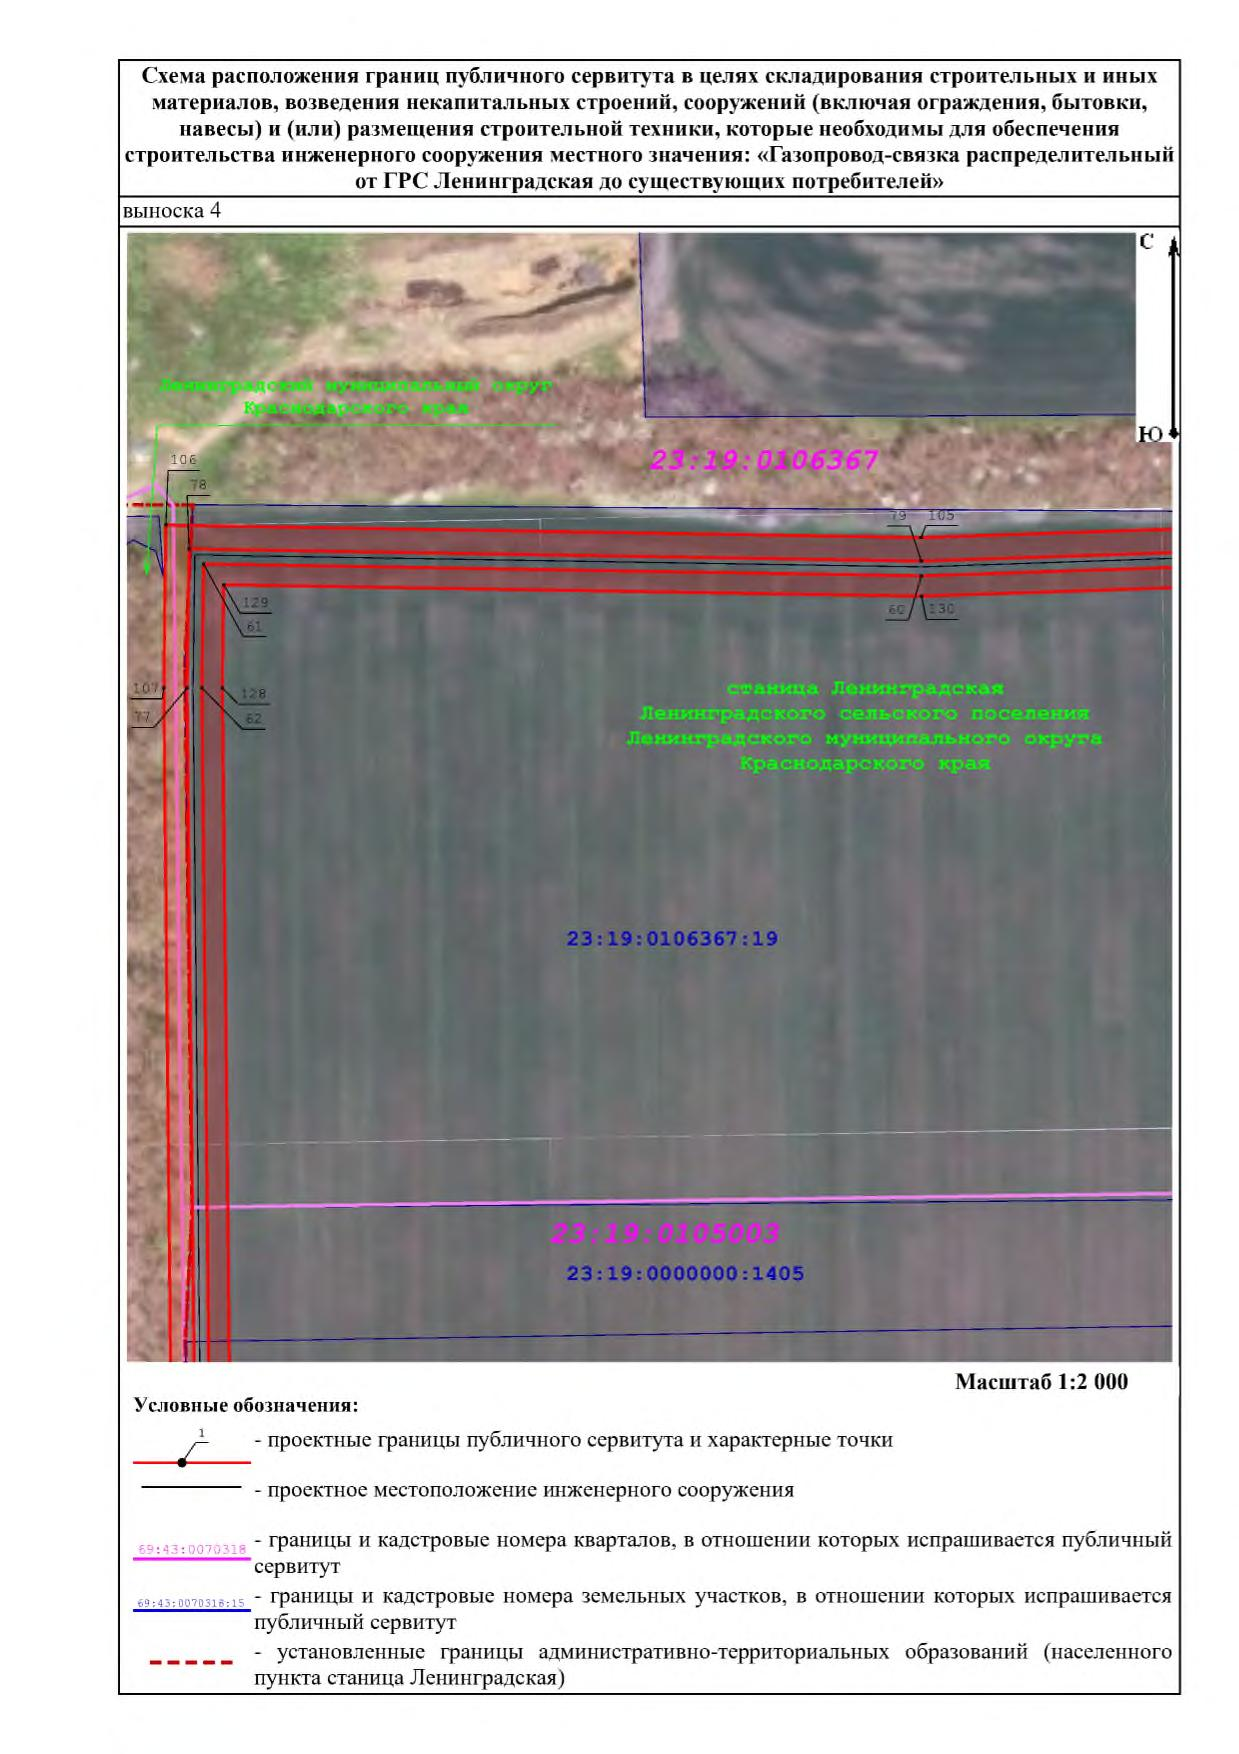 Схема расположения границ публичного сервитута в целях складирования строительных и иных
материалов, возведения некапитальных строений, сооружений (включая ограждения, бытовки,
навесы) и (или) размещения строительной техники, которые необходимы для обеспечения
строительства инженерного сооружения местного значения: «Газопровод-связка распределительный
от ГРС Ленинградская до существующих потребителей»
выноска 4
С
Ленинградский муниципальный округ
Краснодарского края
Ю
106
23:19:0106367
78
79 105
129
60 130
61
107
128
77
62
станица Ленинградская
Ленинградского сельского поселения
Ленинградского муниципального округа
Краснодарского края
23:19:0106367:19
23:19:0105003
23:19:0000000:1405
Масштаб 1:2 000
Условные обозначения:
1
- проектные границы публичного сервитута и характерные точки
- проектное местоположение инженерного сооружения
69:43:0070318 - границы и кадстровые номера кварталов, в отношении которых испрашивается публичный
сервитут
69:43:0070318:15 - границы и кадстровые номера земельных участков, в отношении которых испрашивается
публичный сервитут
- установленные границы административно-территориальных образований (населенного
пункта станица Ленинградская)